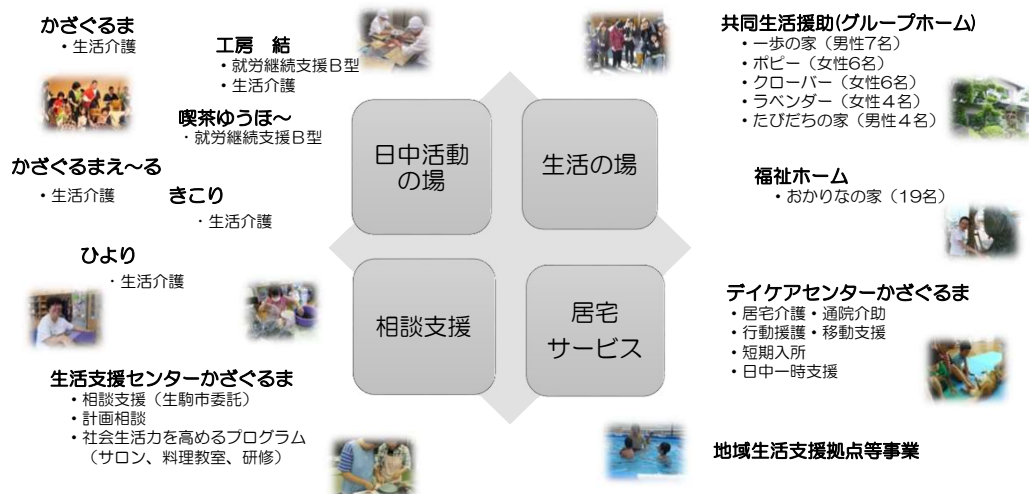 かざぐるま
・生活介護
工房　結
・就労継続支援B型
・生活介護
喫茶ゆうほ～
・就労継続支援B型
かざぐるまえ～る
・生活介護
きこり
・生活介護
ひより
・生活介護
生活支援センターかざぐるま
・相談支援（生駒市委託）
・計画相談
・社会生活力を高めるプログラム
（サロン、料理教室、研修）
日中活動
の場
生活の場
相談支援
居宅
サービス
共同生活援助(グループホーム)
・一歩の家（男性7名）
・ポピー（女性6名）
・クローバー（女性6名）
・ラベンダー（女性４名）
・たびだちの家（男性４名）
福祉ホーム
・おかりなの家（19名）
デイケアセンターかざぐるま
・居宅介護・通院介助
・行動援護・移動支援
・短期入所
・日中一時支援
地域生活支援拠点等事業